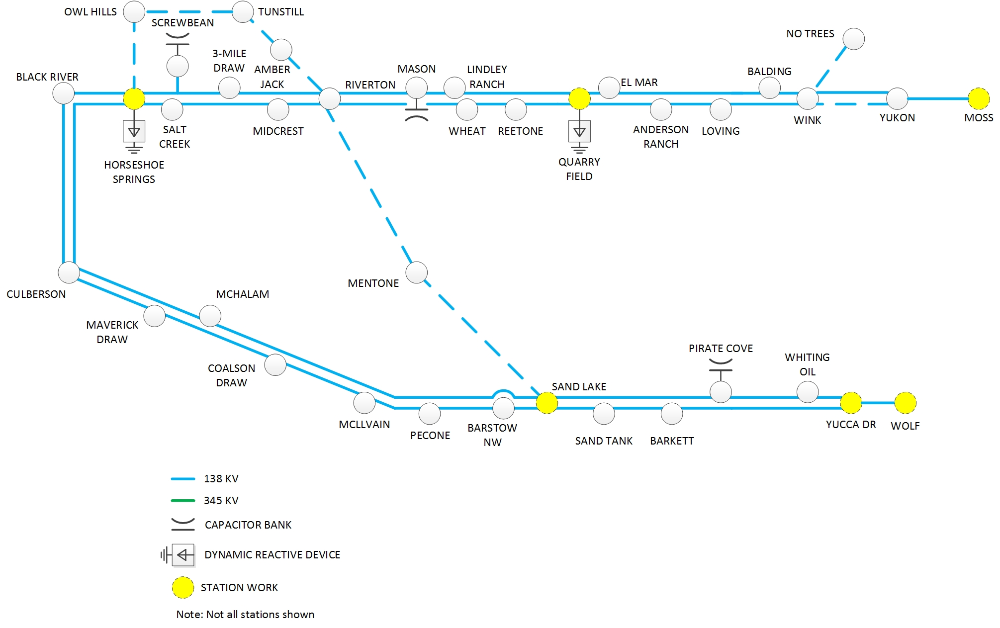 OWL HILLS
TUNSTILL
SCREWBEAN
NO TREES
3-MILE
DRAW
AMBER
JACK
MASON
LINDLEY
RANCH
BALDING
BLACK RIVER
RIVERTON
EL MAR
SALT
CREEK
MIDCREST
WHEAT
REETONE
ANDERSON
RANCH
LOVING
WINK
YUKON
MOSS
HORSESHOE
SPRINGS
QUARRY
FIELD
MENTONE
CULBERSON
MCHALAM
MAVERICK
DRAW
COALSON
DRAW
PIRATE COVE
WHITING
OIL
SAND LAKE
MCLLVAIN
PECONE
BARSTOW
NW
SAND TANK
BARKETT
YUCCA DR
WOLF
138 KV
345 KV
CAPACITOR BANK
DYNAMIC REACTIVE DEVICE
STATION WORK
Note: Not all stations shown